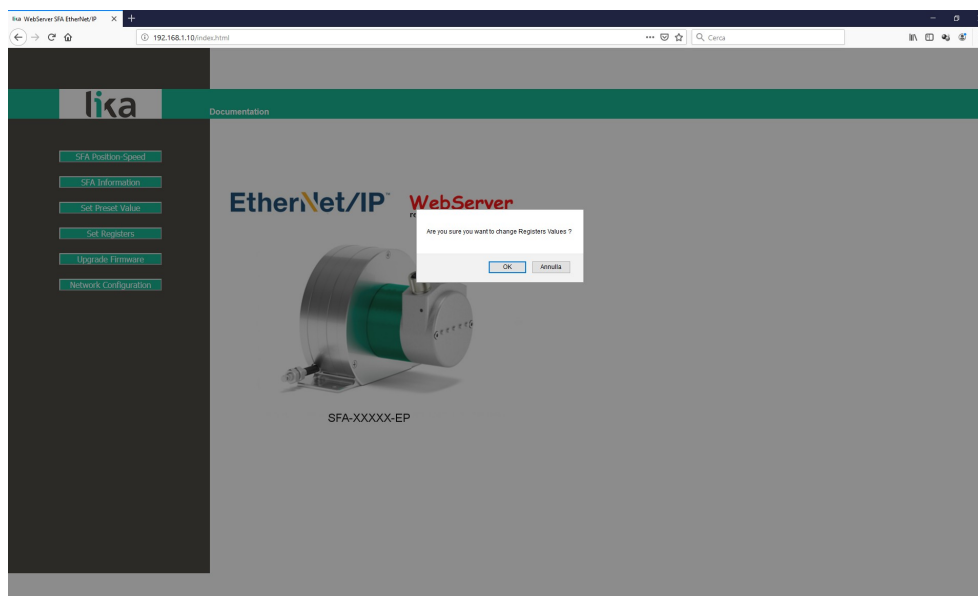 lika WebServer SFA EtherNet/IP
192.168.1.10/index.html
Cerca
lika
Documentation
SFA Position-Speed
SFA Information
Set Preset Value
Set Registers
Upgrade Firmware
Network Configuration
EtherNet/IP™
WebServer
Are you sure you want to change Registers Values ?
OK
Annulla
SFA-XXXXX-EP